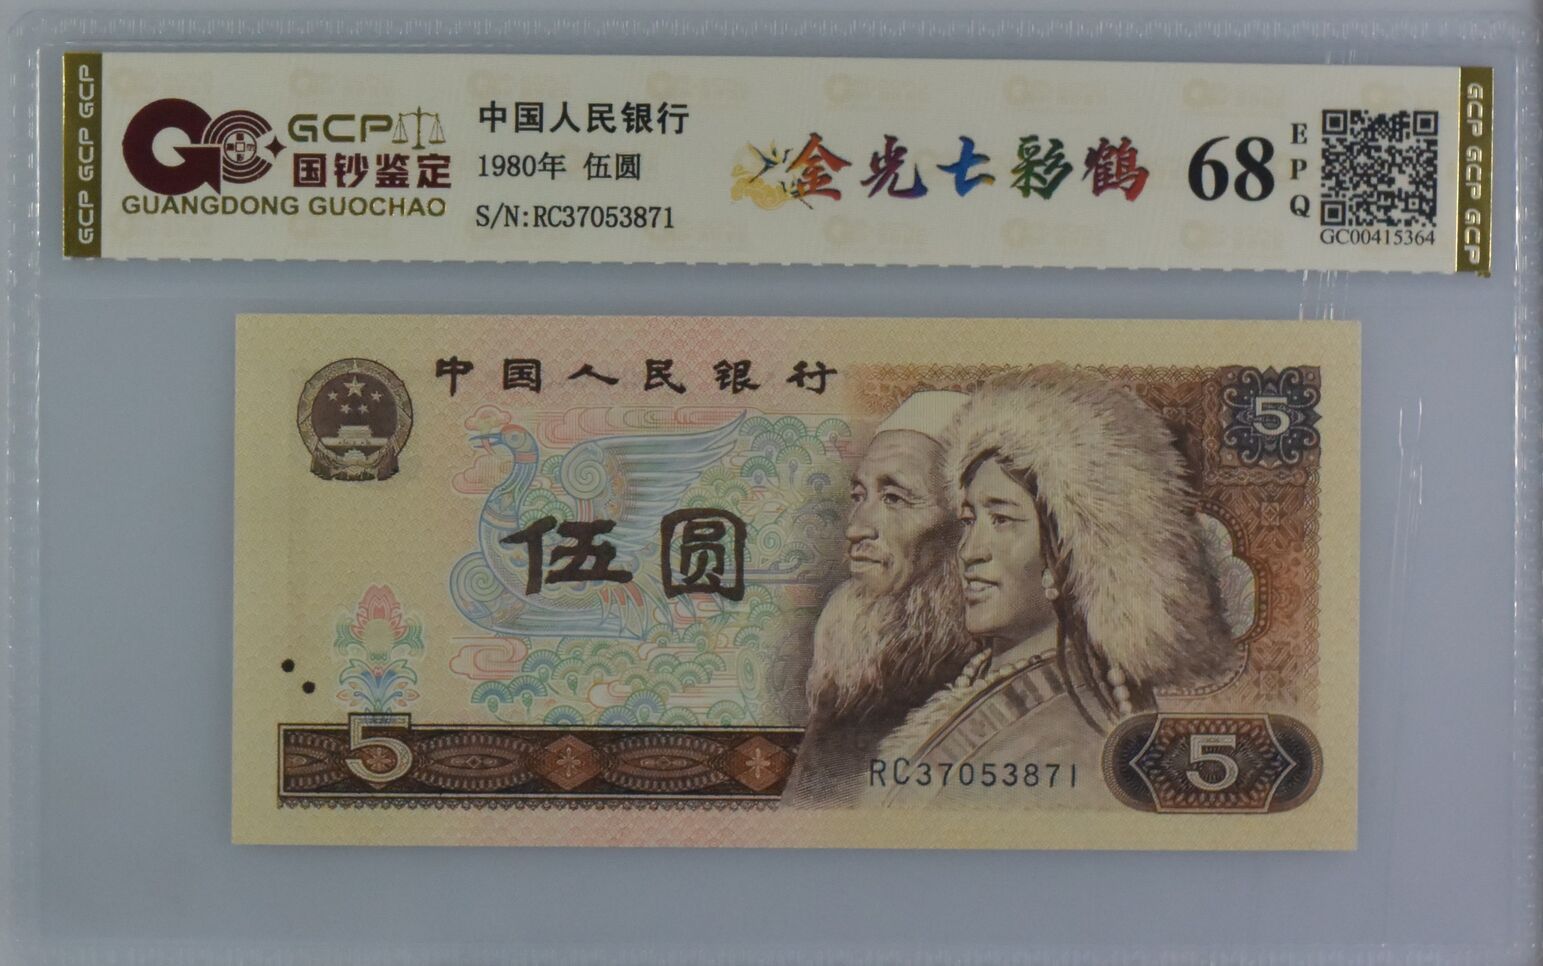 GCP GCP GCP
GCP
国钞鉴定
GUANGDONG GUOCHAO
中国人民银行
1980年 伍圆
S/N:RC37053871
金光七彩鹤
68
EPQ
GC00415364
GCP GCP GCP
中国人民银行
5
伍圆
5
RC37053871
5